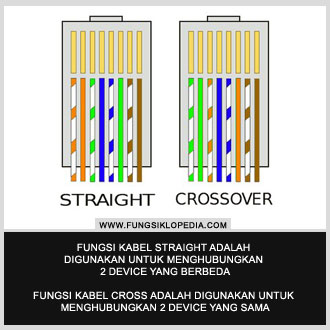 STRAIGHT CROSSOVER
WWW.FUNGSIKLOPEDIA.COM
FUNGSI KABEL STRAIGHT ADALAH
DIGUNAKAN UNTUK MENGHUBUNGKAN
2 DEVICE YANG BERBEDA
FUNGSI KABEL CROSS ADALAH DIGUNAKAN UNTUK
MENGHUBUNGKAN 2 DEVICE YANG SAMA